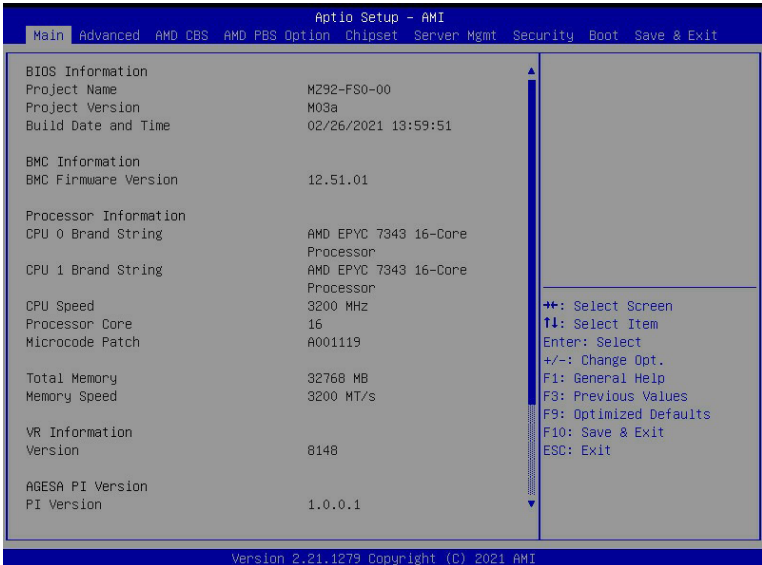 Aptio Setup – AMI
Main Advanced AMD CBS AMD PBS Option Chipset Server Mgmt Security Boot Save & Exit
BIOS Information
Project Name MZ92-FS0-00
Project Version M03a
Build Date and Time 02/26/2021 13:59:51
BMC Information
BMC Firmware Version 12.51.01
Processor Information
CPU 0 Brand String AMD EPYC 7343 16-Core
Processor
CPU 1 Brand String AMD EPYC 7343 16-Core
Processor
CPU Speed 3200 MHz
Processor Core 16
Microcode Patch A001119
Total Memory 32768 MB
Memory Speed 3200 MT/s
VR Information
Version 8148
AGESA PI Version
PI Version 1.0.0.1
→←: Select Screen
↑↓: Select Item
Enter: Select
+/-: Change Opt.
F1: General Help
F3: Previous Values
F9: Optimized Defaults
F10: Save & Exit
ESC: Exit
Version 2.21.1279 Copyright (C) 2021 AMI